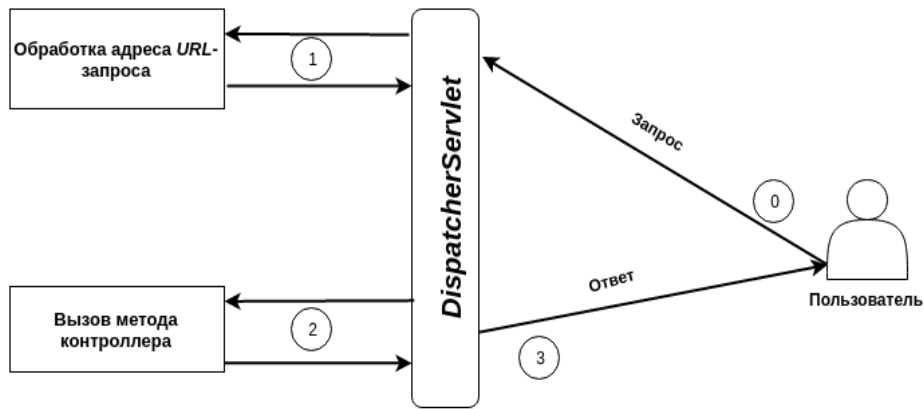 Обработка адреса URL-
запроса
1
DispatcherServlet
Запрос
0
Пользователь
Вызов метода
контроллера
2
Ответ
3